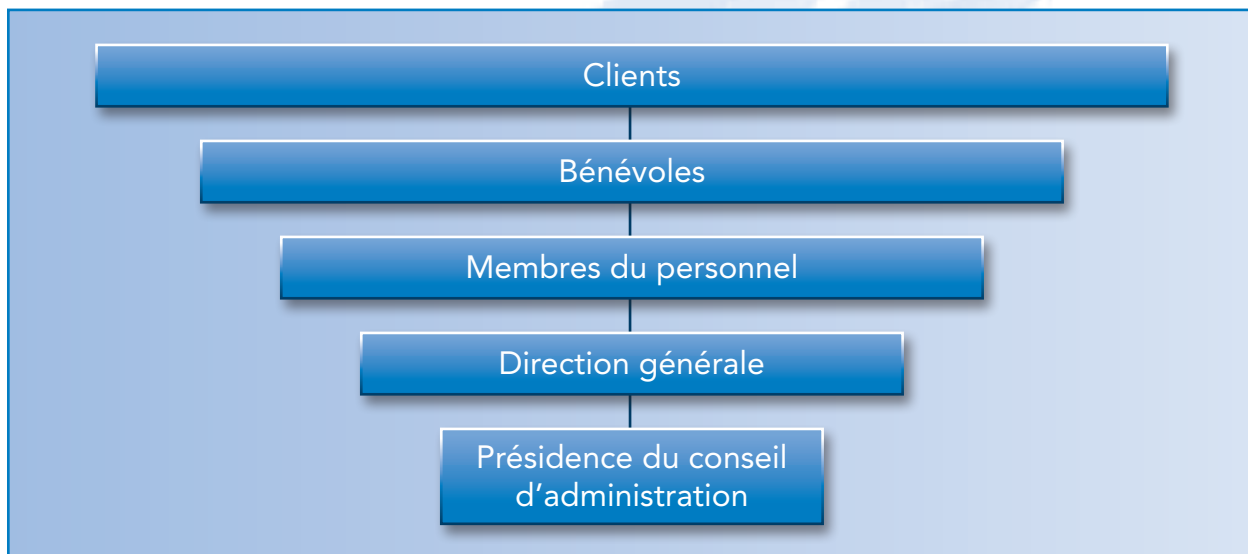 Clients
Bénévoles
Membres du personnel
Direction générale
Présidence du conseil
d’administration